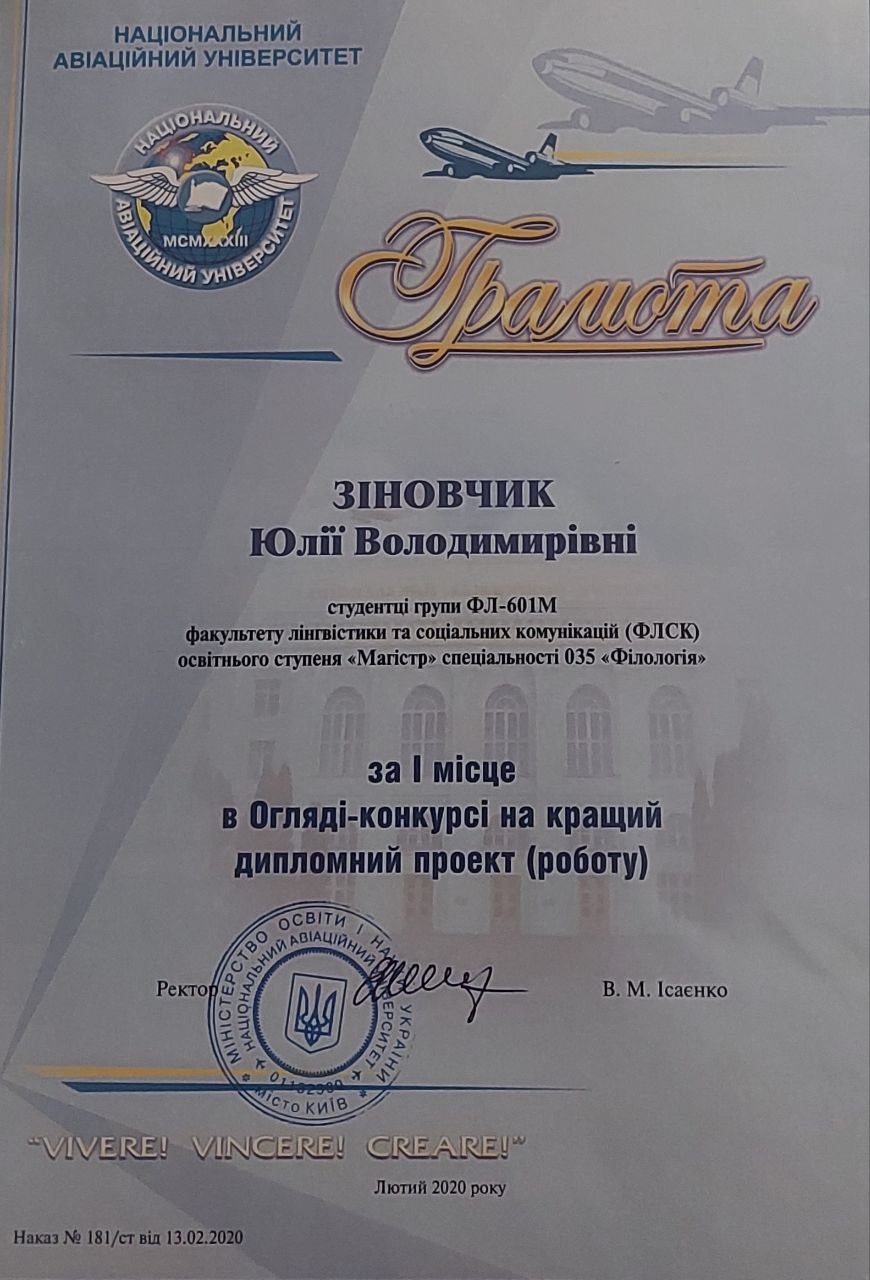 НАЦІОНАЛЬНИЙ
АВІАЦІЙНИЙ УНІВЕРСИТЕТ
НАЦІОНАЛЬНИЙ
АВІАЦІЙНИЙ УНІВЕРСИТЕТ
MCMXXXIII
Грамота
ЗІНОВЧИК
Юлії Володимирівні
студентці групи ФЛ-601М
факультету лінгвістики та соціальних комунікацій (ФЛСК)
освітнього ступеня «Магістр» спеціальності 035 «Філологія»
за І місце
в Огляді-конкурсі на кращий
дипломний проект (роботу)
МІНІСТЕРСТВО ОСВІТИ І УКРАЇНИ
НАЦІОНАЛЬНИЙ АВІАЦІЙНИЙ УНІВЕРСИТЕТ
місто КИЇВ
Ректор
В. М. Ісаєнко
"VIVERE! VINCERE! CREARE!"
Лютий 2020 року
Наказ № 181/ст від 13.02.2020